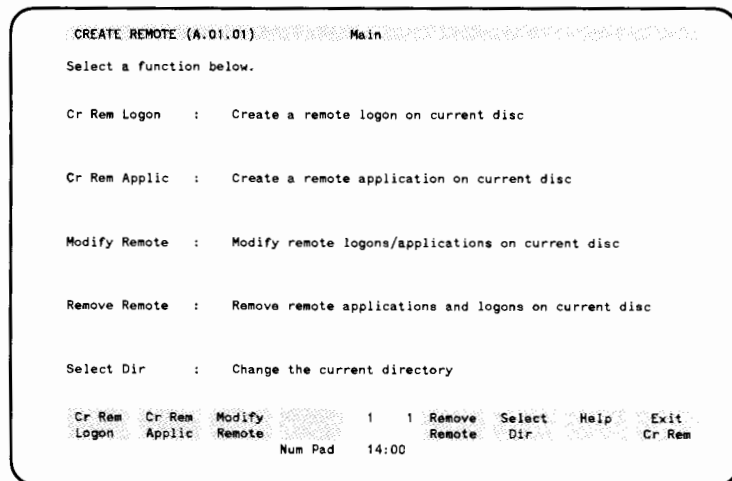 CREATE REMOTE (A.01.01) Main
Select a function below.
Cr Rem Logon : Create a remote logon on current disc
Cr Rem Applic : Create a remote application on current disc
Modify Remote : Modify remote logons/applications on current disc
Remove Remote : Remove remote applications and logons on current disc
Select Dir : Change the current directory
Cr Rem Cr Rem Modify 1 1 Remove Select Help Exit
Logon Applic Remote Remote Dir Cr Rem
Num Pad 14:00